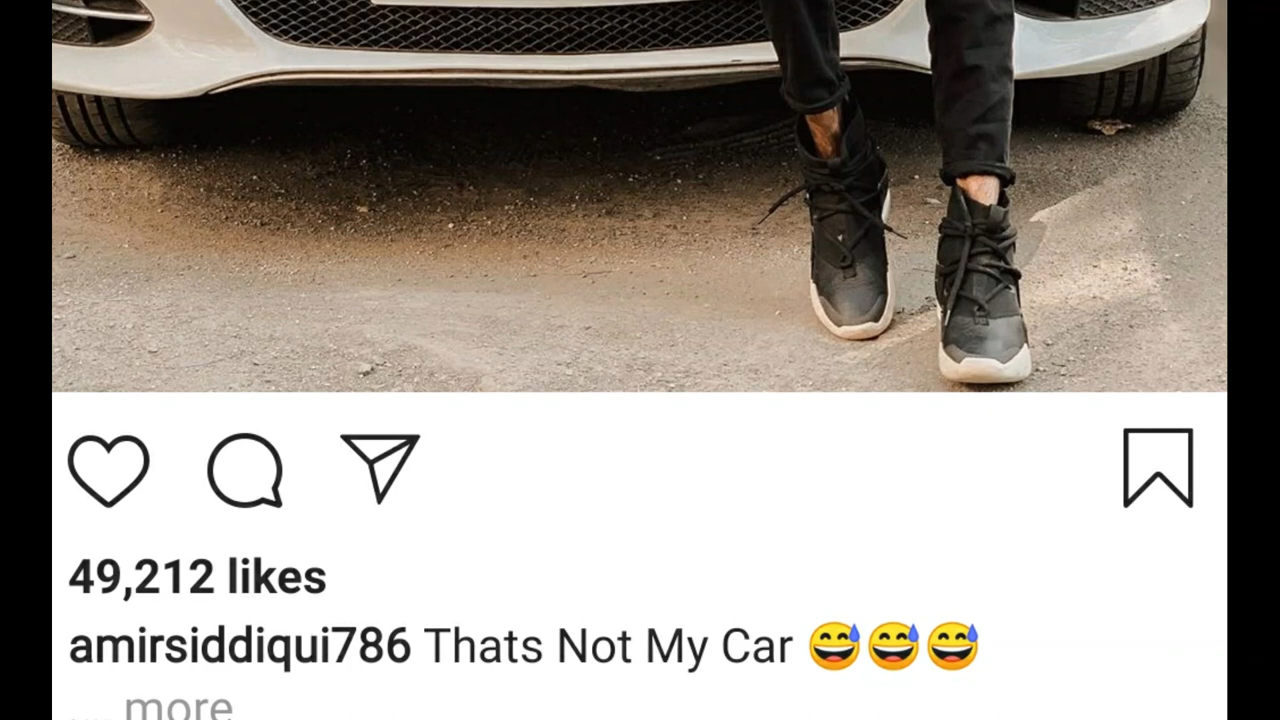 49,212 likes
amirsiddiqui786 Thats Not My Car 😅😅😅
.... more